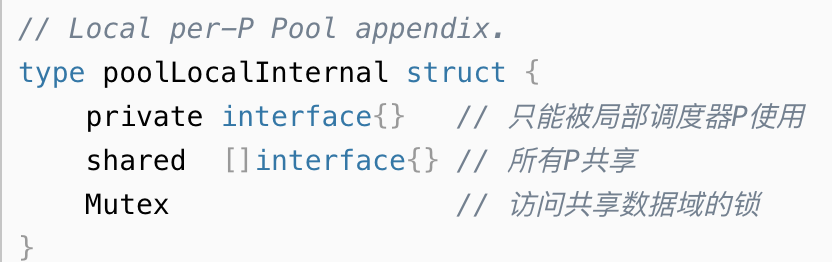 // Local per-P Pool appendix.
type poolLocalInternal struct {
    private interface{}   // 只能被局部调度器P使用
    shared  []interface{} // 所有P共享
    Mutex                 // 访问共享数据域的锁
}